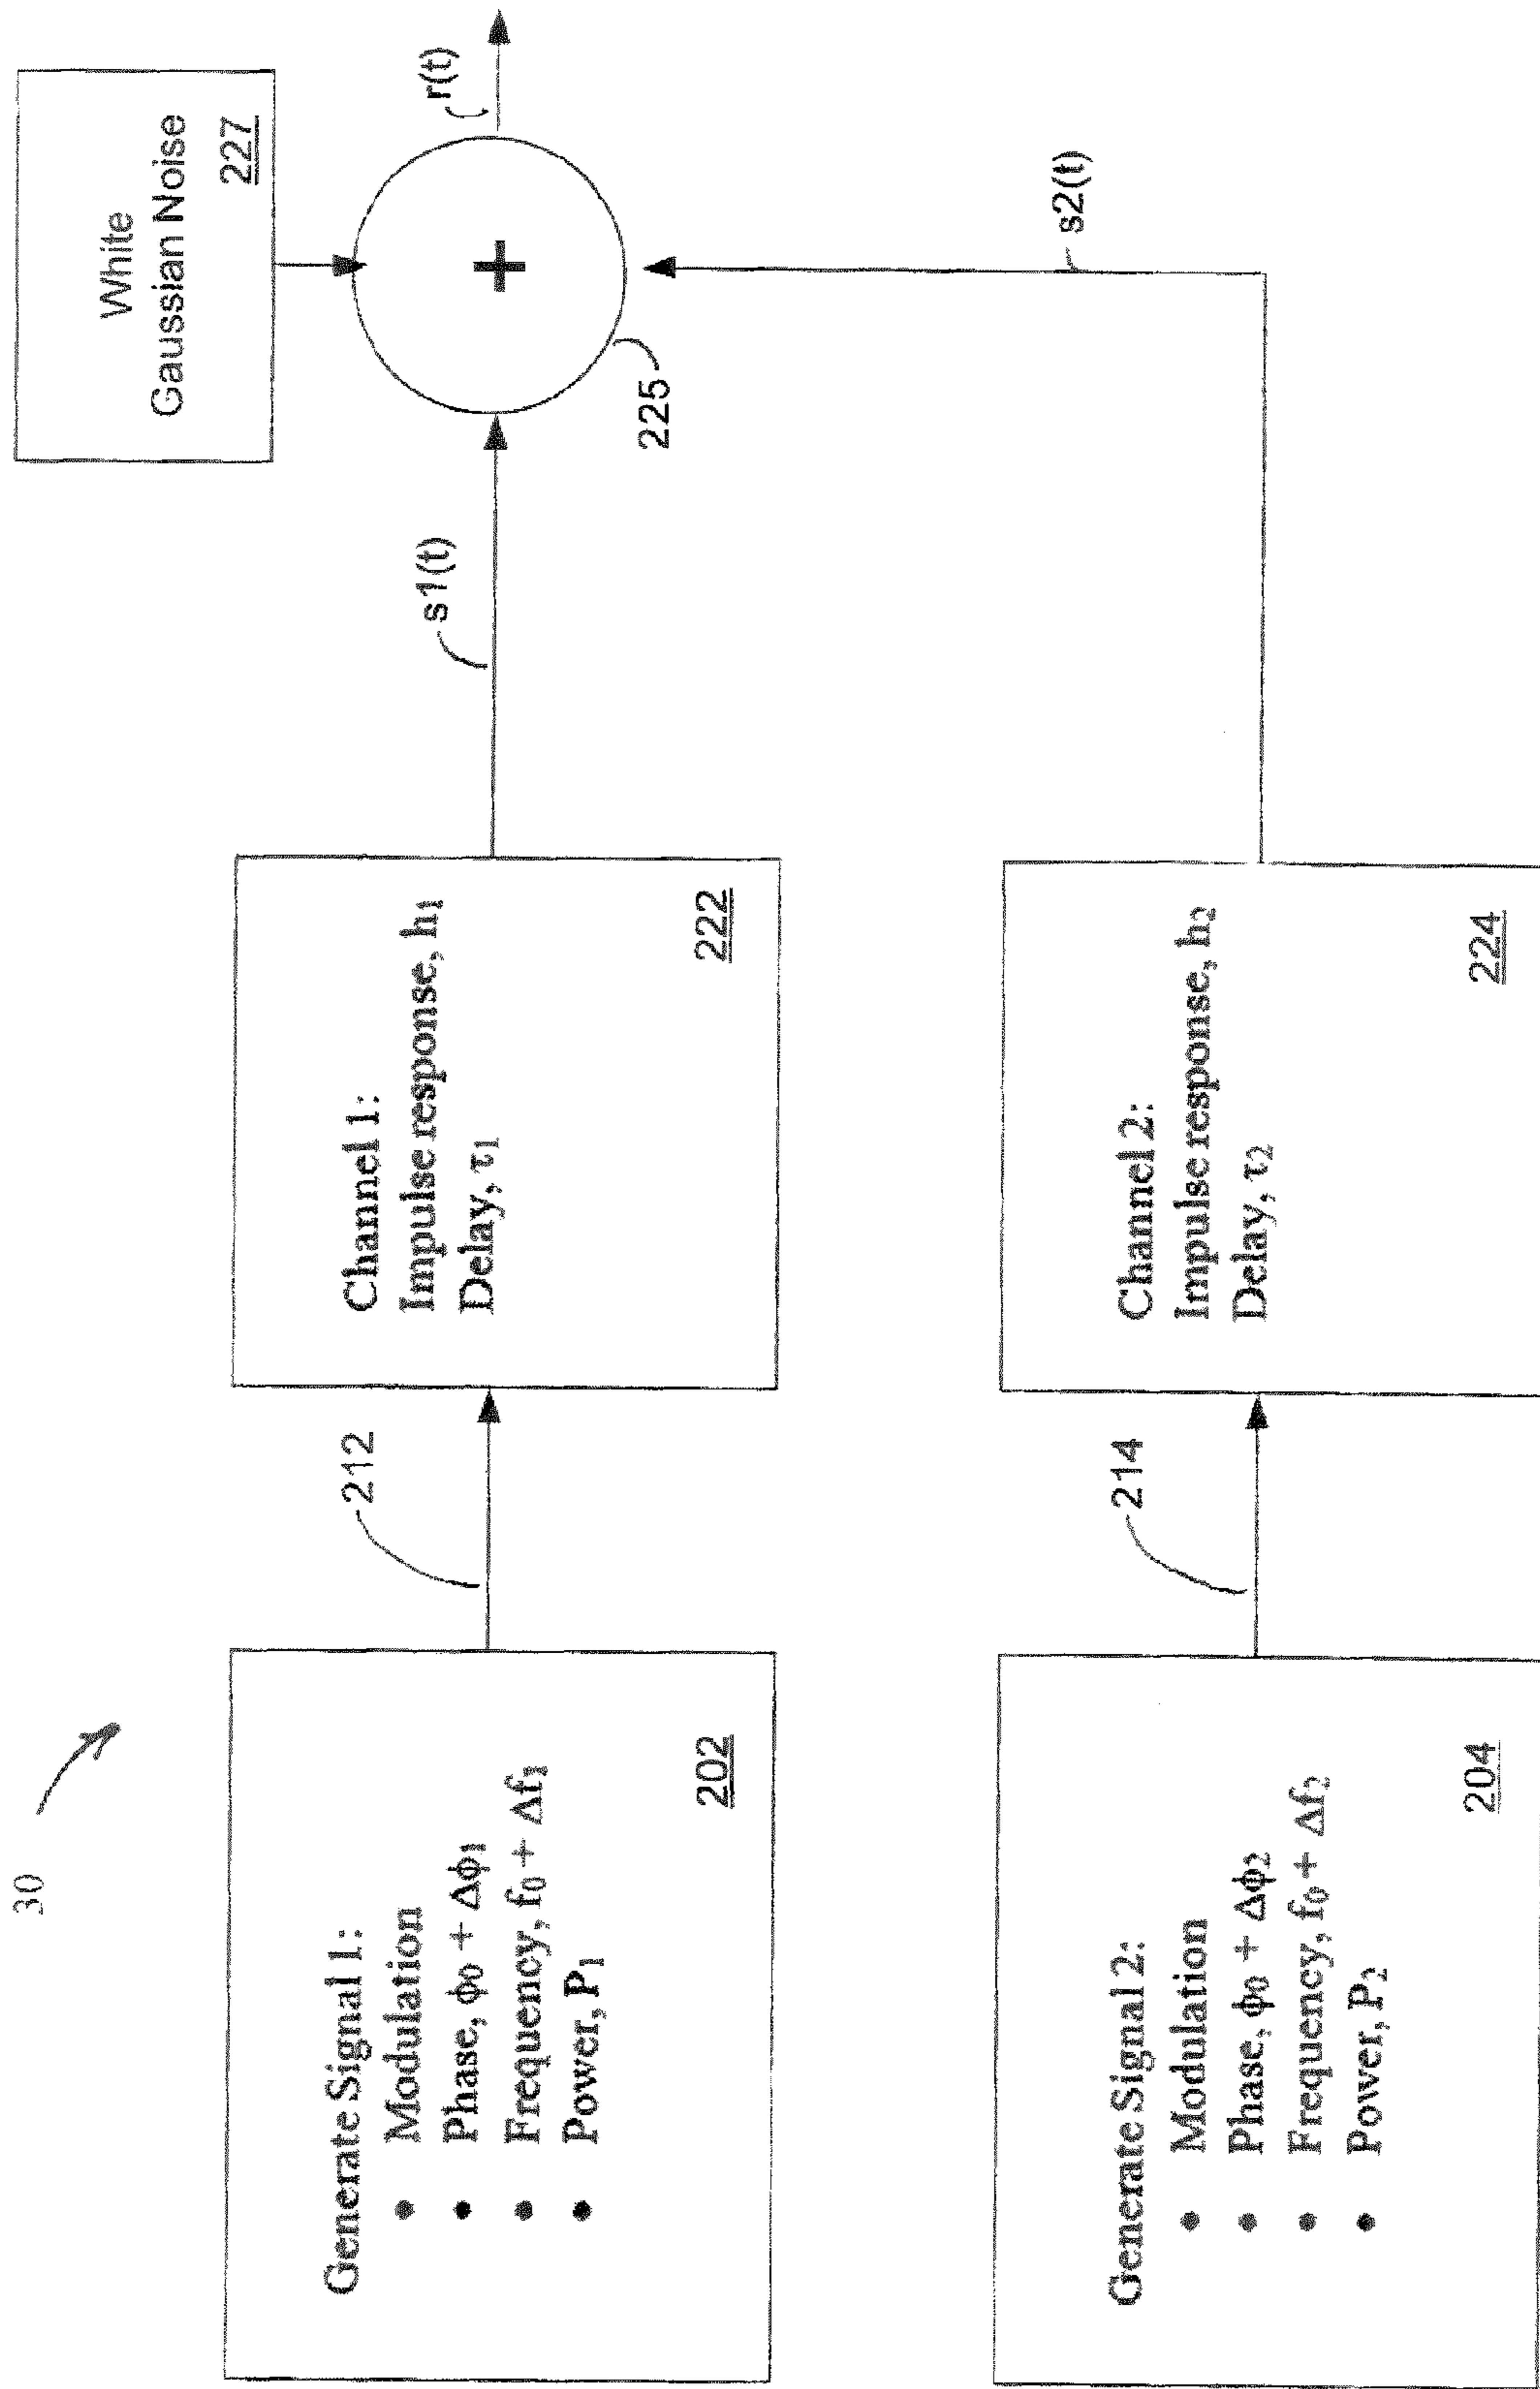 30
Generate Signal 1:
• Modulation
• Phase, ϕ₀ + Δϕ₁
• Frequency, f₀ + Δf₁
• Power, P₁
202
212
Channel 1:
Impulse response, h₁
Delay, τ₁
222
s1(t)
White
Gaussian Noise
227
+
225
r(t)
Generate Signal 2:
• Modulation
• Phase, ϕ₀ + Δϕ₂
• Frequency, f₀ + Δf₂
• Power, P₂
204
214
Channel 2:
Impulse response, h₂
Delay, τ₂
224
s2(t)